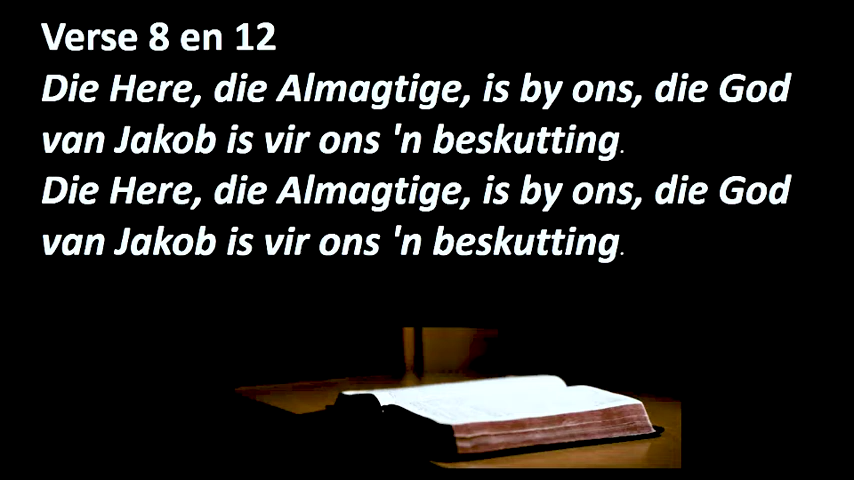 Verse 8 en 12
Die Here, die Almagtige, is by ons, die God
van Jakob is vir ons 'n beskutting.
Die Here, die Almagtige, is by ons, die God
van Jakob is vir ons 'n beskutting.